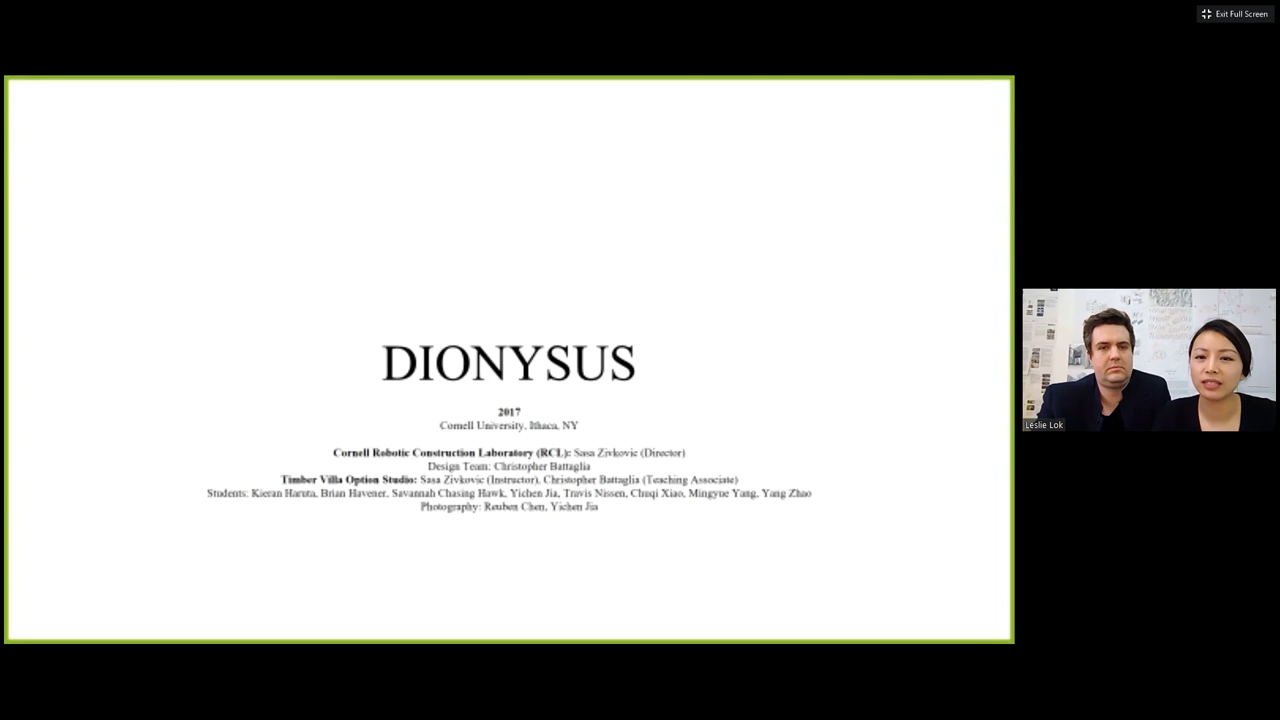 Exit Full Screen
DIONYSUS
2017
Cornell University, Ithaca, NY
Cornell Robotic Construction Laboratory (RCL): Sasa Zivkovic (Director)
Design Team: Christopher Battaglia
Timber Villa Option Studio: Sasa Zivkovic (Instructor), Christopher Battaglia (Teaching Associate)
Students: Kieran Haruta, Brian Havener, Savannah Chasing Hawk, Yichen Jia, Travis Nissen, Chuqi Xiao, Mingyue Yang, Yang Zhao
Photography: Reuben Chen, Yichen Jia
Leslie Lok